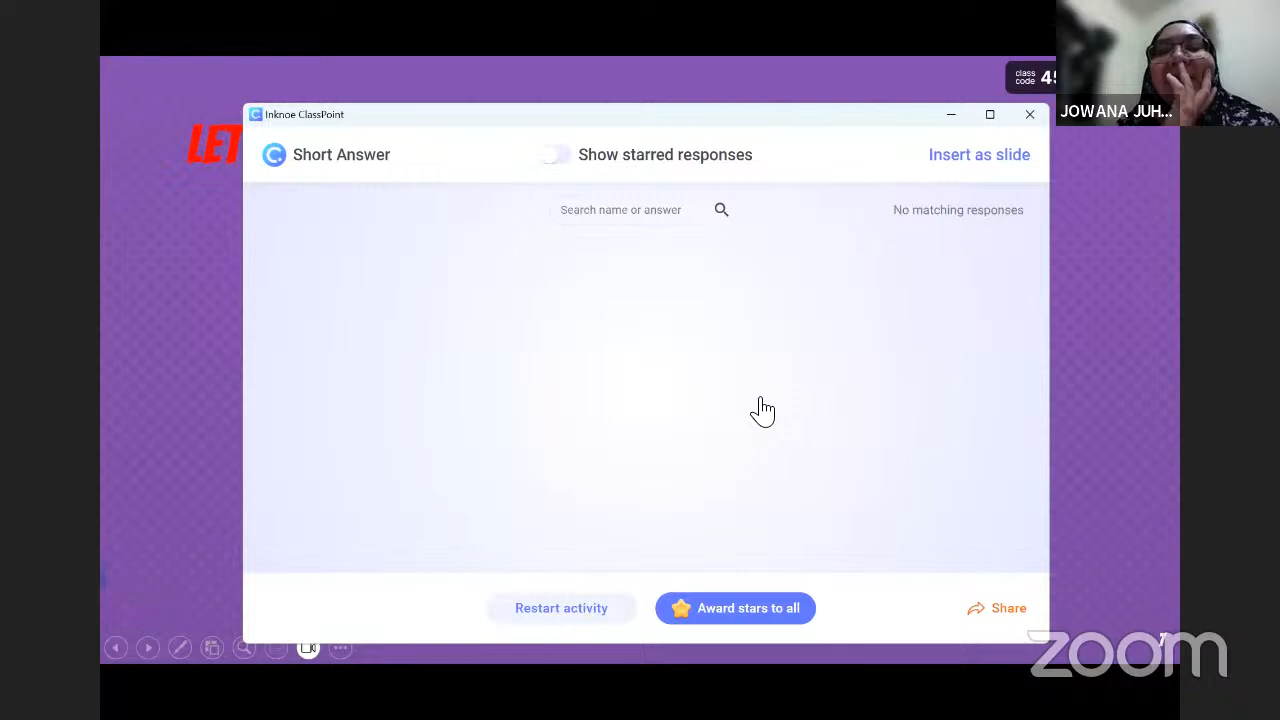 class
code
LET
Inknoe ClassPoint
JOWANA JUH...
Short Answer
Show starred responses
Insert as slide
Search name or answer
No matching responses
Restart activity
Award stars to all
Share
zoom